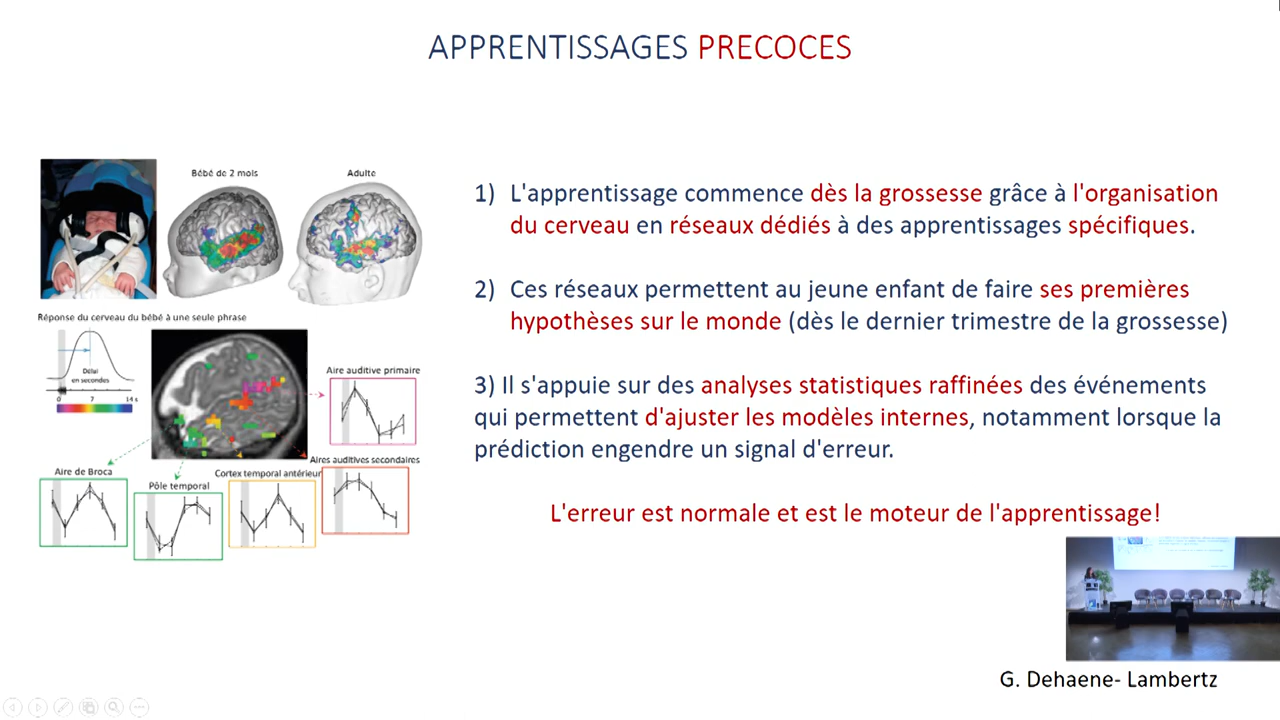 APPRENTISSAGES PRECOCES
Bébé de 2 mois
Adulte
Réponse du cerveau du bébé à une seule phrase
Délai
en secondes
0 7 14 s
Aire auditive primaire
Aires auditives secondaires
Aire de Broca
Pôle temporal
Cortex temporal antérieur
1) L'apprentissage commence dès la grossesse grâce à l'organisation
du cerveau en réseaux dédiés à des apprentissages spécifiques.
2) Ces réseaux permettent au jeune enfant de faire ses premières
hypothèses sur le monde (dès le dernier trimestre de la grossesse)
3) Il s'appuie sur des analyses statistiques raffinées des événements
qui permettent d'ajuster les modèles internes, notamment lorsque la
prédiction engendre un signal d'erreur.
L'erreur est normale et est le moteur de l'apprentissage!
G. Dehaene- Lambertz